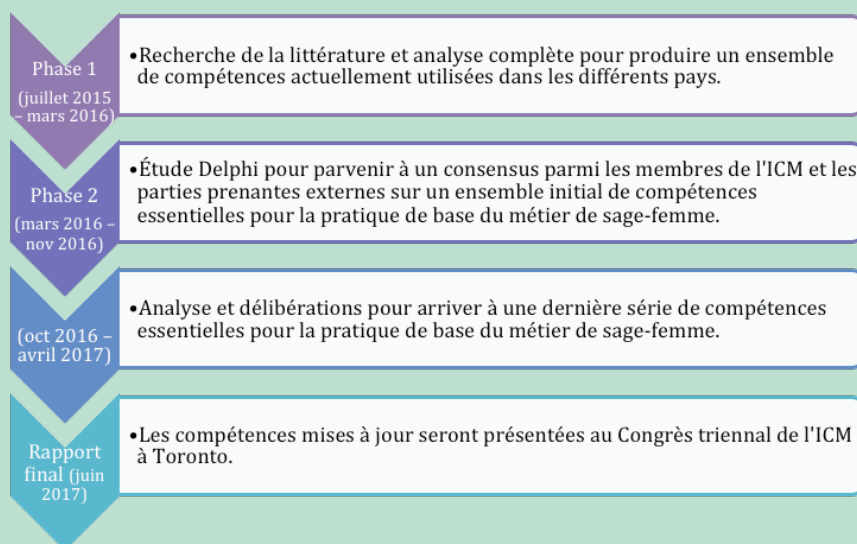 Phase 1
(juillet 2015
– mars 2016)
•Recherche de la littérature et analyse complète pour produire un ensemble
de compétences actuellement utilisées dans les différents pays.
Phase 2
(mars 2016 –
nov 2016)
•Étude Delphi pour parvenir à un consensus parmi les membres de l'ICM et les
parties prenantes externes sur un ensemble initial de compétences
essentielles pour la pratique de base du métier de sage-femme.
(oct 2016 –
avril 2017)
•Analyse et délibérations pour arriver à une dernière série de compétences
essentielles pour la pratique de base du métier de sage-femme.
Rapport
final (juin
2017)
•Les compétences mises à jour seront présentées au Congrès triennal de l'ICM
à Toronto.